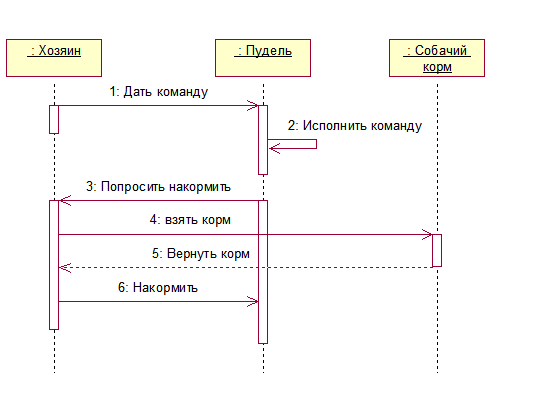 : Хозяин
: Пудель
: Собачий
корм
1: Дать команду
2: Исполнить команду
3: Попросить накормить
4: взять корм
5: Вернуть корм
6: Накормить